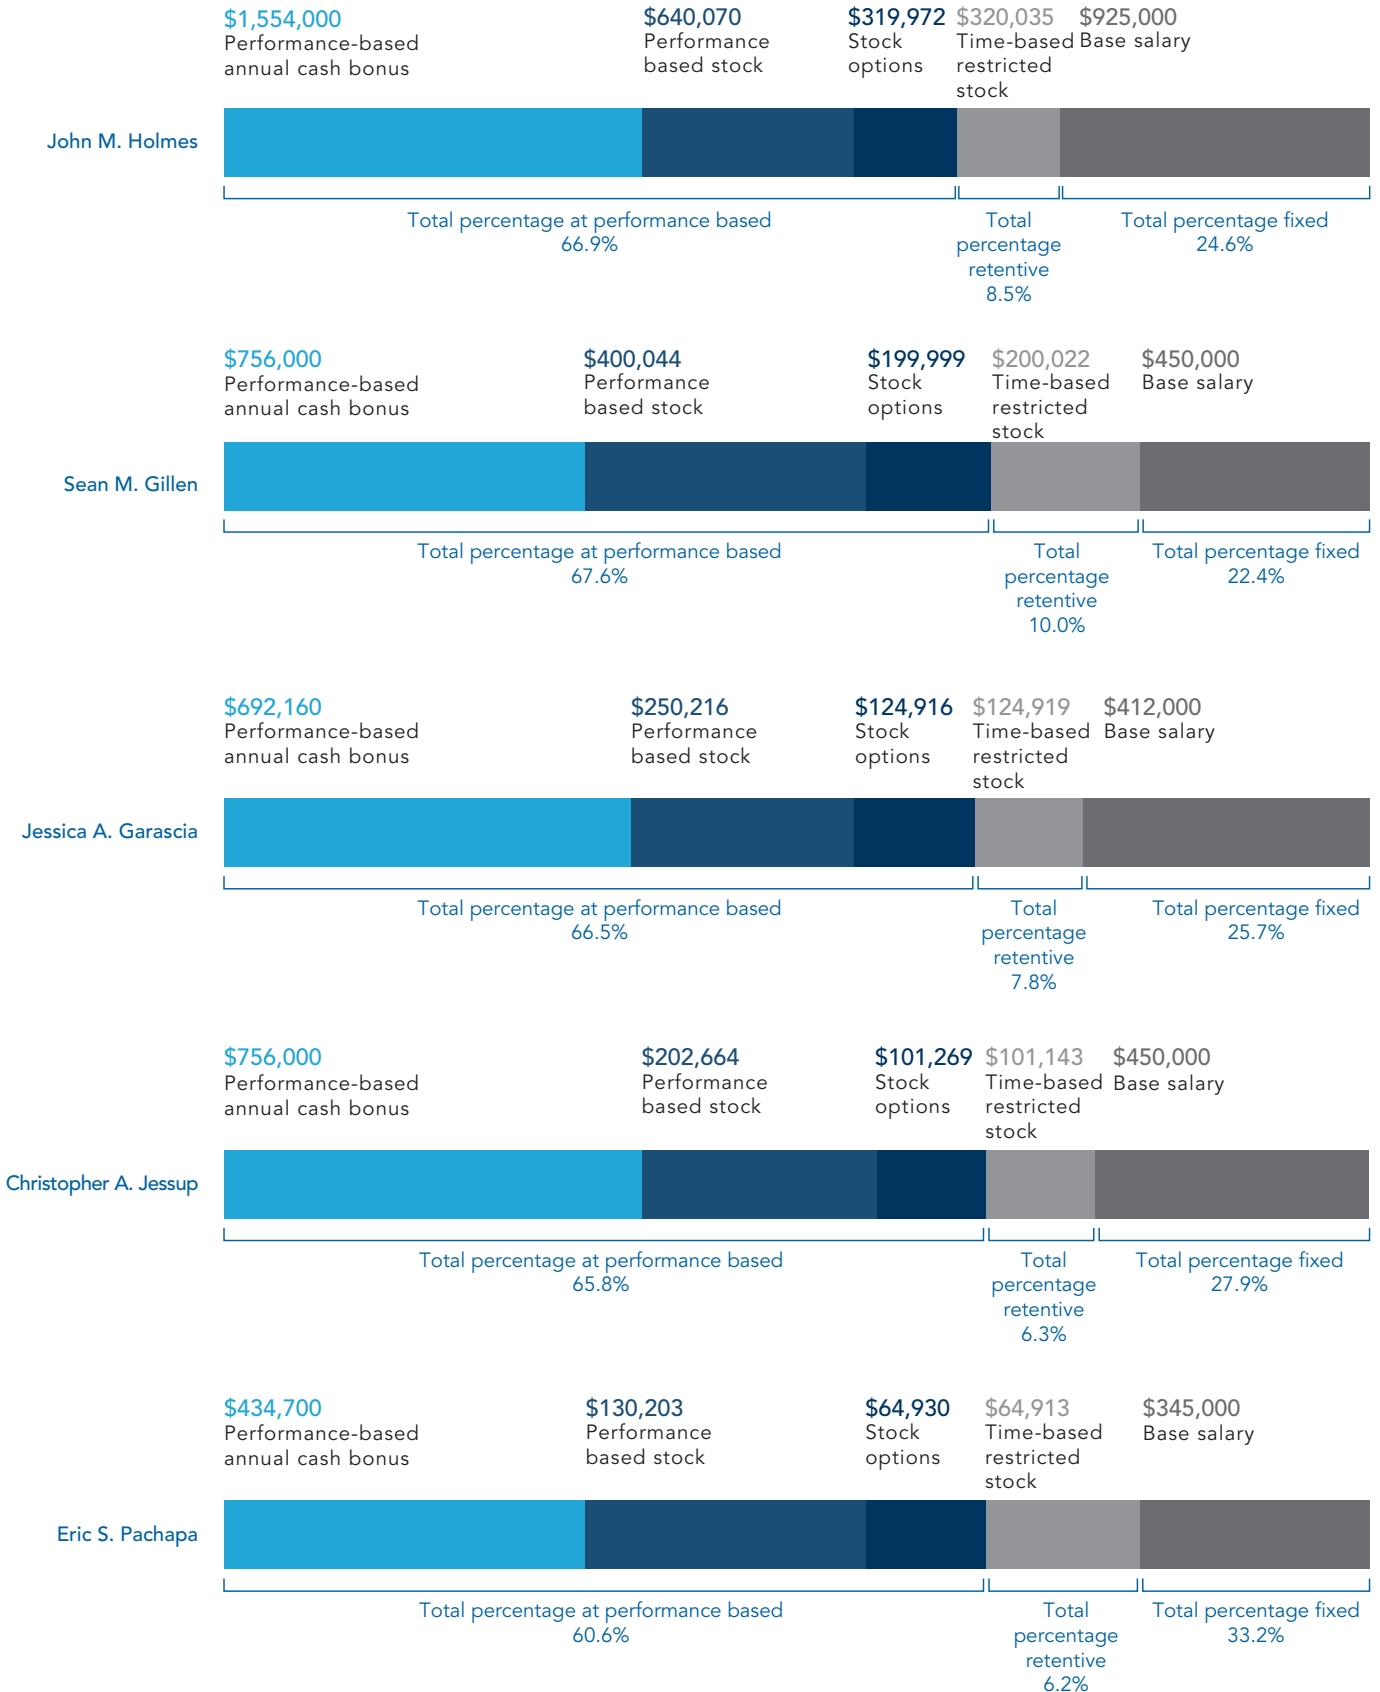 $1,554,000
Performance-based
annual cash bonus
$640,070
Performance
based stock
$319,972
Stock
options
$320,035
Time-based
restricted
stock
$925,000
Base salary
John M. Holmes
Total percentage at performance based
66.9%
Total
percentage
retentive
8.5%
Total percentage fixed
24.6%
$756,000
Performance-based
annual cash bonus
$400,044
Performance
based stock
$199,999
Stock
options
$200,022
Time-based
restricted
stock
$450,000
Base salary
Sean M. Gillen
Total percentage at performance based
67.6%
Total
percentage
retentive
10.0%
Total percentage fixed
22.4%
$692,160
Performance-based
annual cash bonus
$250,216
Performance
based stock
$124,916
Stock
options
$124,919
Time-based
restricted
stock
$412,000
Base salary
Jessica A. Garascia
Total percentage at performance based
66.5%
Total
percentage
retentive
7.8%
Total percentage fixed
25.7%
$756,000
Performance-based
annual cash bonus
$202,664
Performance
based stock
$101,269
Stock
options
$101,143
Time-based
restricted
stock
$450,000
Base salary
Christopher A. Jessup
Total percentage at performance based
65.8%
Total
percentage
retentive
6.3%
Total percentage fixed
27.9%
$434,700
Performance-based
annual cash bonus
$130,203
Performance
based stock
$64,930
Stock
options
$64,913
Time-based
restricted
stock
$345,000
Base salary
Eric S. Pachapa
Total percentage at performance based
60.6%
Total
percentage
retentive
6.2%
Total percentage fixed
33.2%